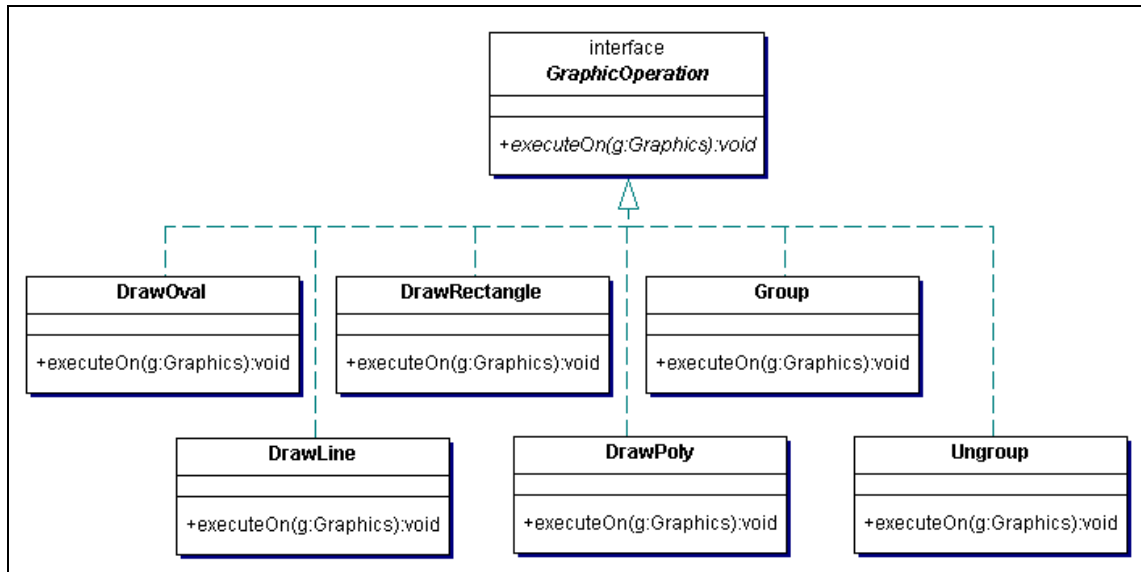 interface
GraphicOperation
+executeOn(g:Graphics):void
DrawOval
+executeOn(g:Graphics):void
DrawRectangle
+executeOn(g:Graphics):void
Group
+executeOn(g:Graphics):void
DrawLine
+executeOn(g:Graphics):void
DrawPoly
+executeOn(g:Graphics):void
Ungroup
+executeOn(g:Graphics):void